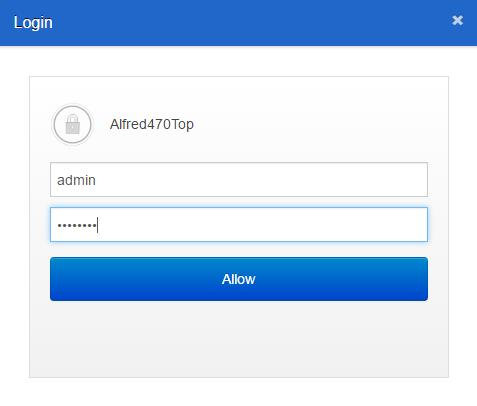 Login
×
Alfred470Top
admin
••••••••
Allow